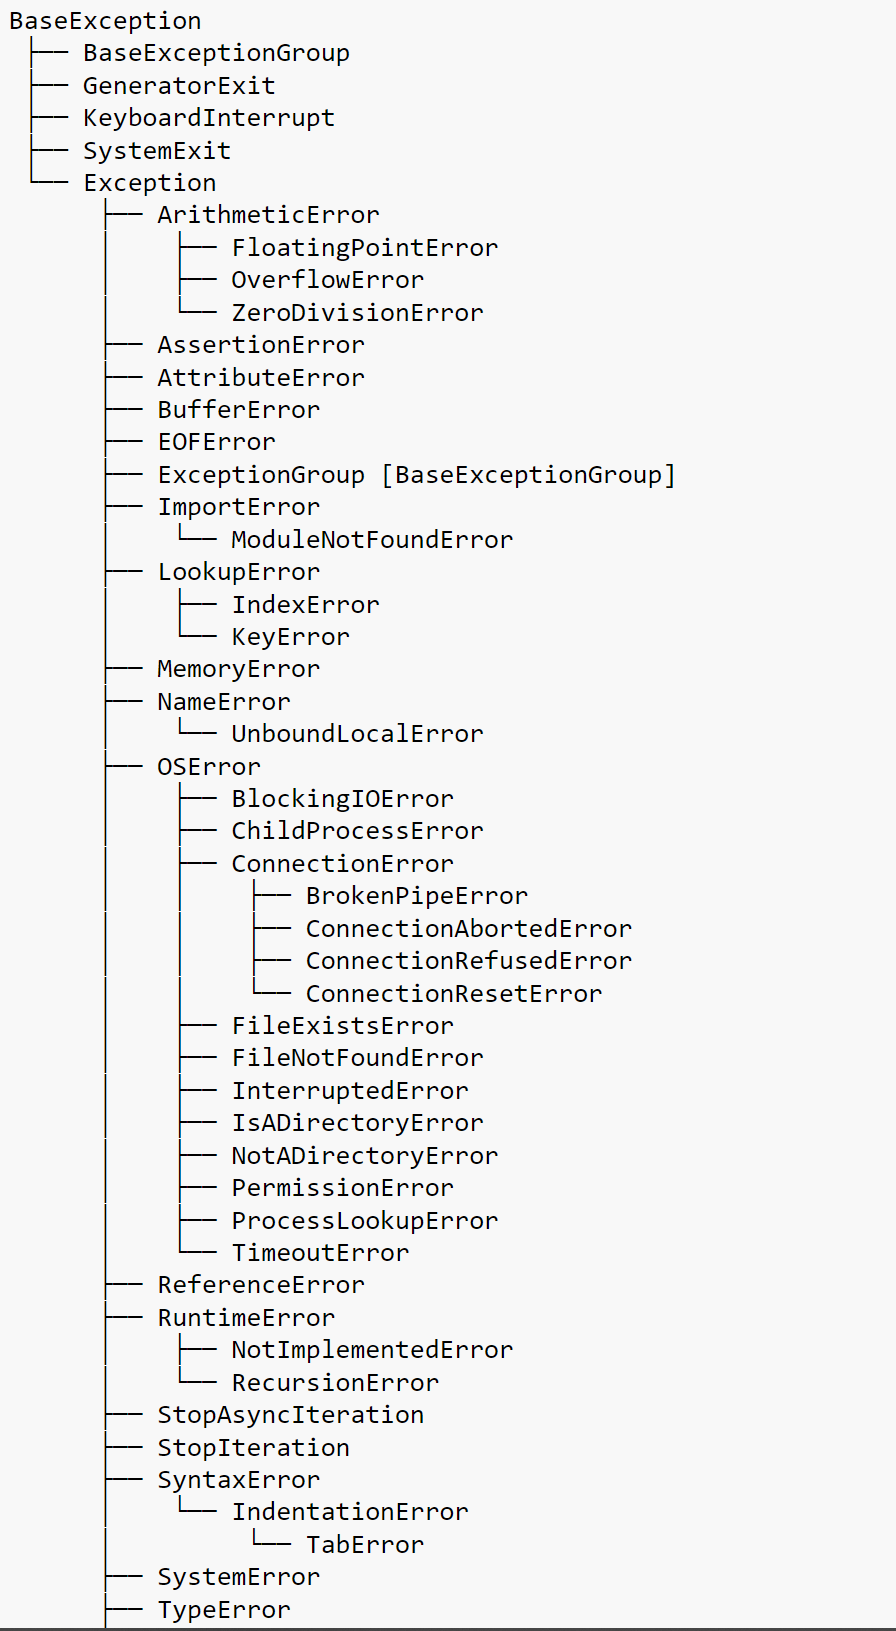 BaseException
├── BaseExceptionGroup
├── GeneratorExit
├── KeyboardInterrupt
├── SystemExit
└── Exception
     ├── ArithmeticError
     │    ├── FloatingPointError
     │    ├── OverflowError
     │    └── ZeroDivisionError
     ├── AssertionError
     ├── AttributeError
     ├── BufferError
     ├── EOFError
     ├── ExceptionGroup [BaseExceptionGroup]
     ├── ImportError
     │    └── ModuleNotFoundError
     ├── LookupError
     │    ├── IndexError
     │    └── KeyError
     ├── MemoryError
     ├── NameError
     │    └── UnboundLocalError
     ├── OSError
     │    ├── BlockingIOError
     │    ├── ChildProcessError
     │    ├── ConnectionError
     │    │    ├── BrokenPipeError
     │    │    ├── ConnectionAbortedError
     │    │    ├── ConnectionRefusedError
     │    │    └── ConnectionResetError
     │    ├── FileExistsError
     │    ├── FileNotFoundError
     │    ├── InterruptedError
     │    ├── IsADirectoryError
     │    ├── NotADirectoryError
     │    ├── PermissionError
     │    ├── ProcessLookupError
     │    └── TimeoutError
     ├── ReferenceError
     ├── RuntimeError
     │    ├── NotImplementedError
     │    └── RecursionError
     ├── StopAsyncIteration
     ├── StopIteration
     ├── SyntaxError
     │    └── IndentationError
     │         └── TabError
     ├── SystemError
     ├── TypeError